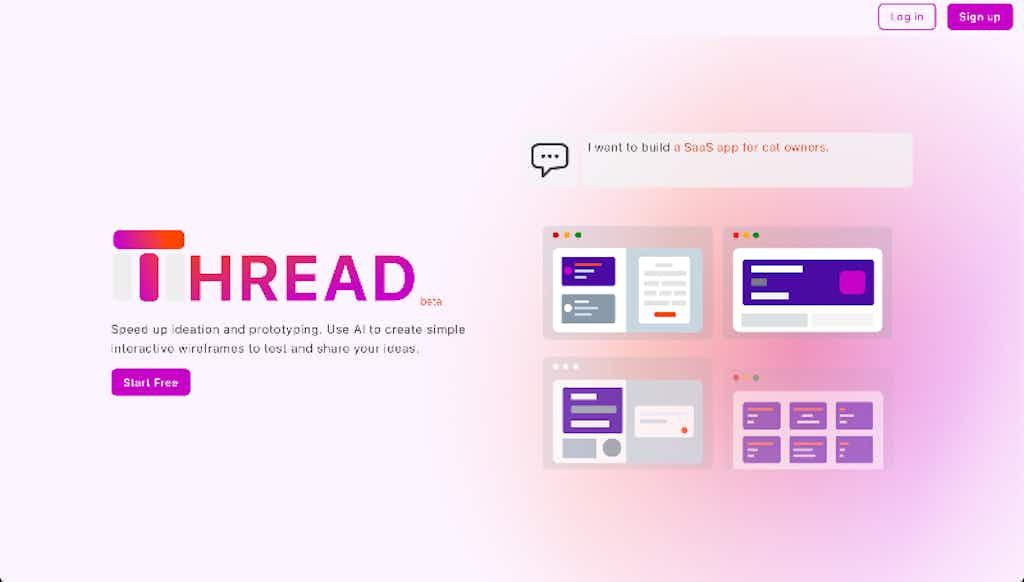 Log in
Sign up
I want to build a SaaS app for cat owners.
THREAD
beta
Speed up ideation and prototyping. Use AI to create simple
interactive wireframes to test and share your ideas.
Start Free